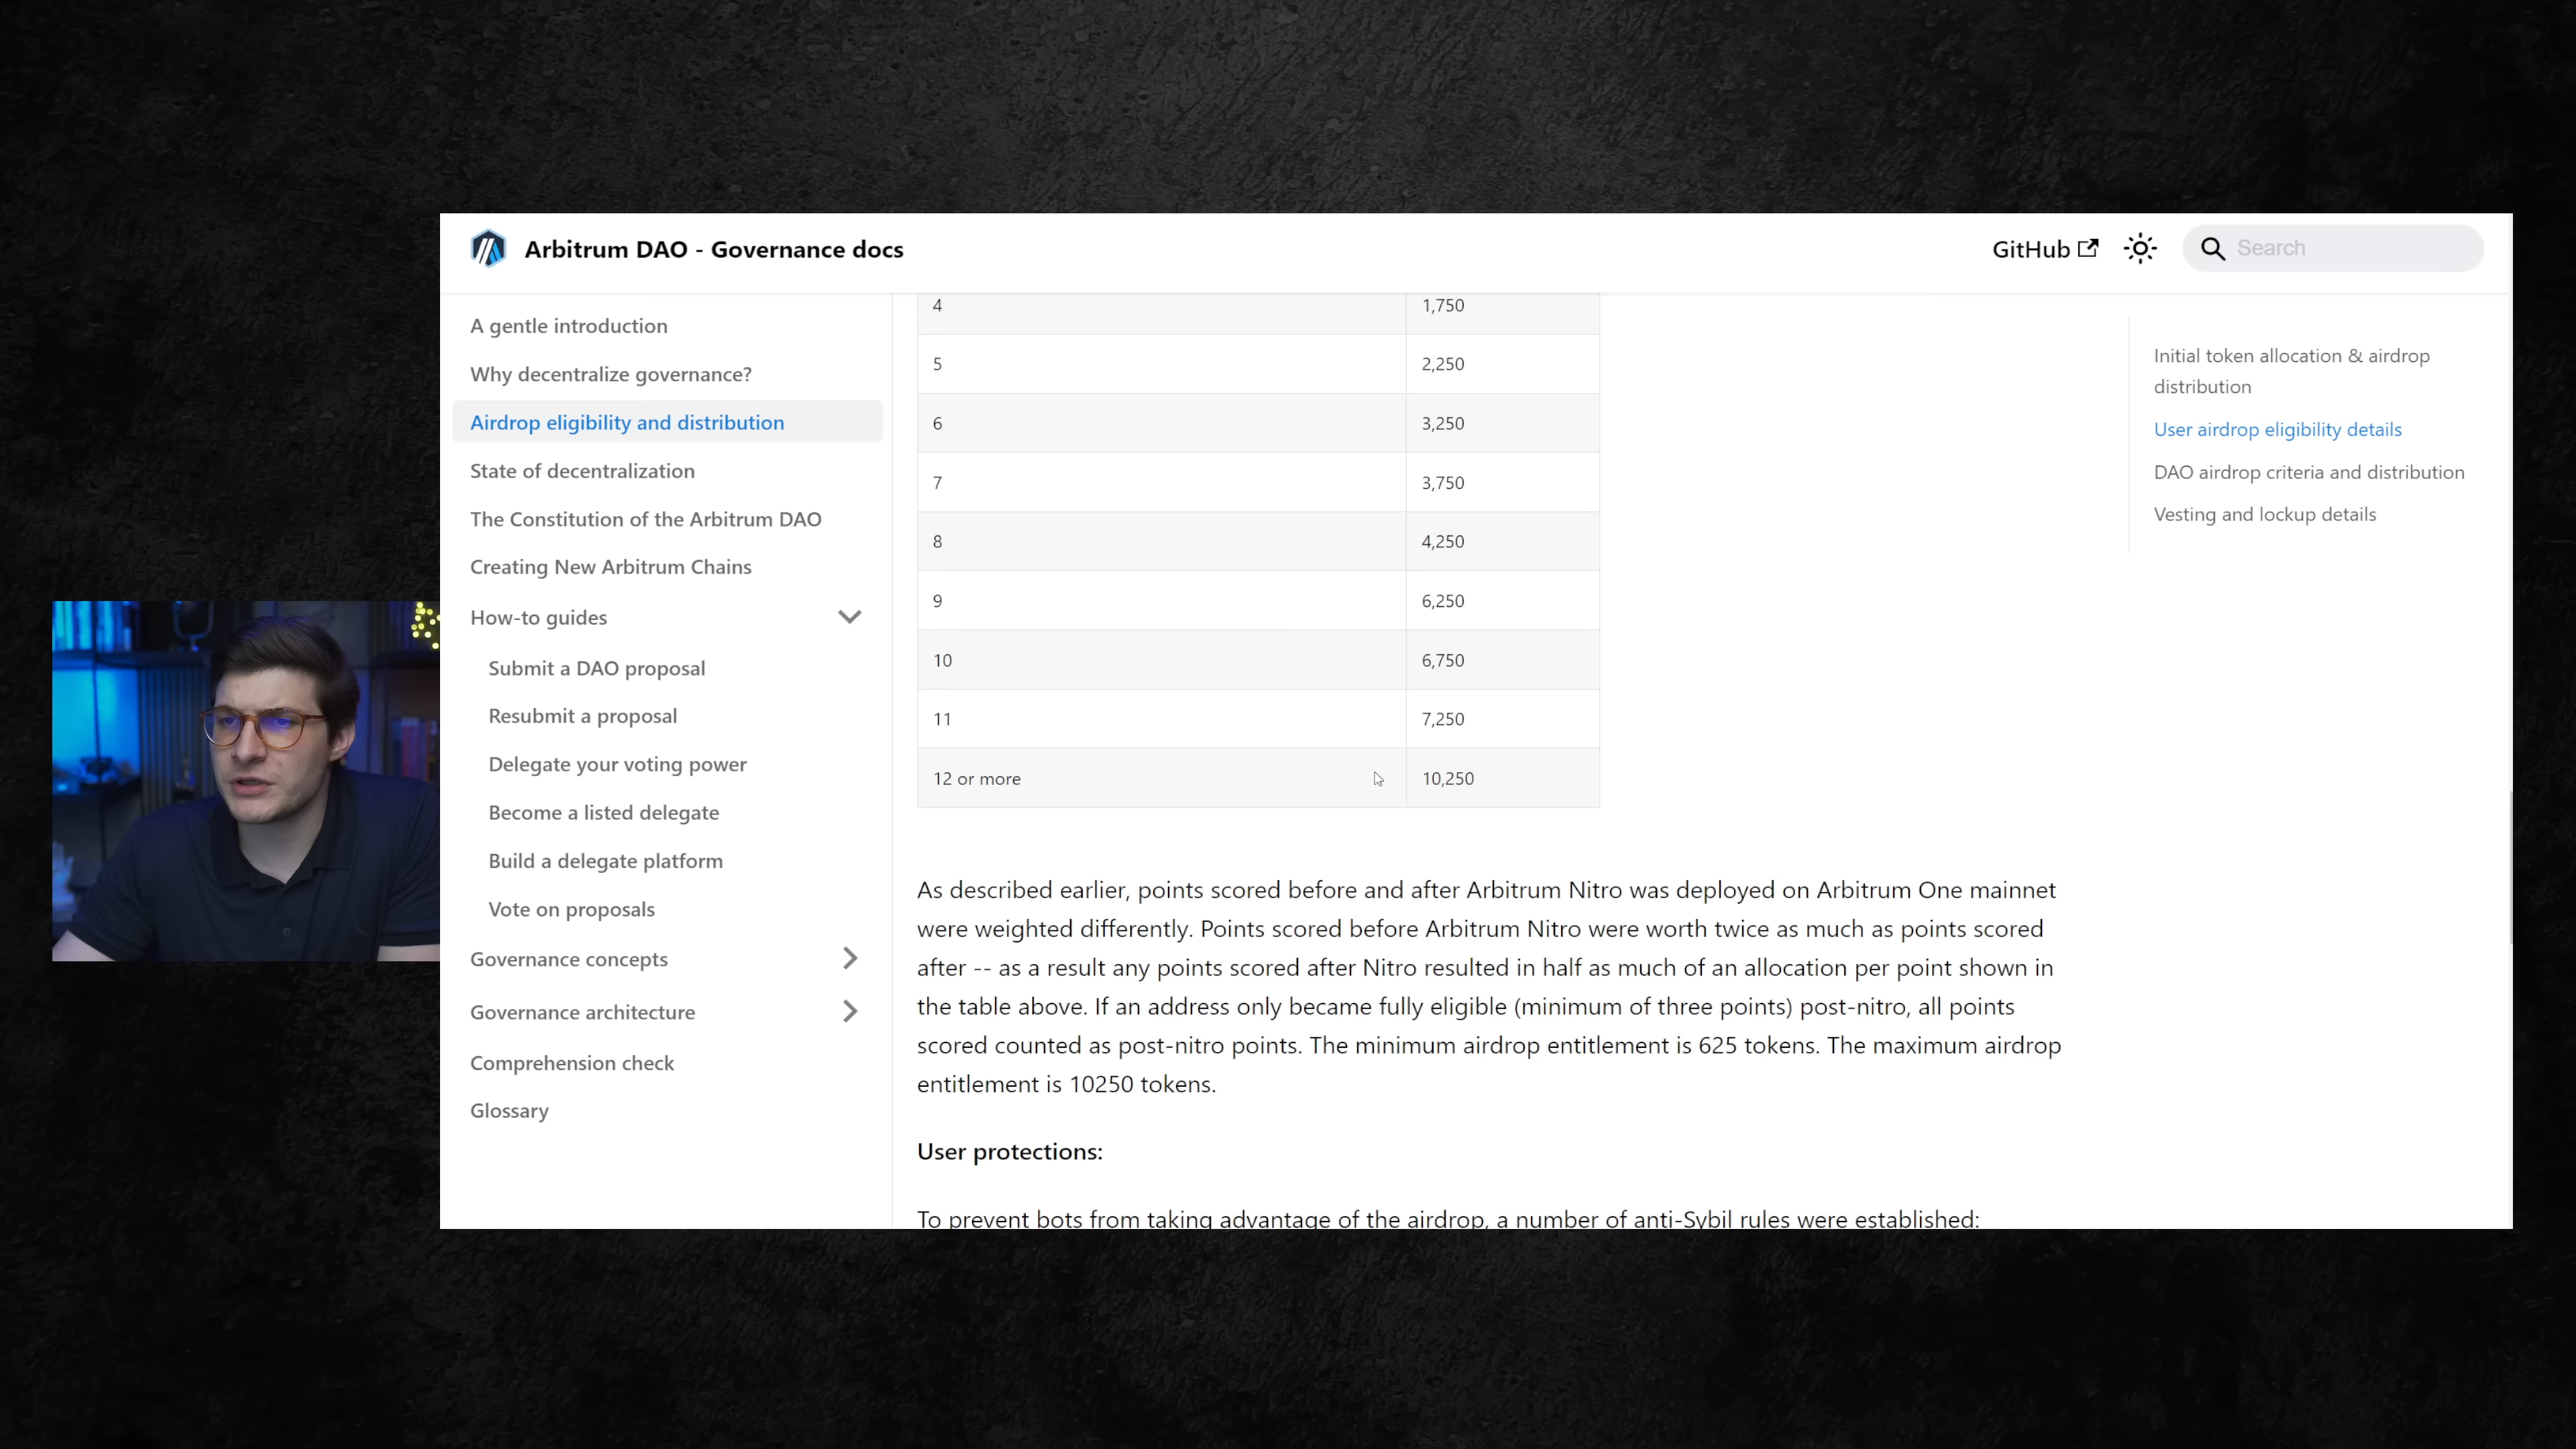 Arbitrum DAO - Governance docs
GitHub
Search
A gentle introduction
Why decentralize governance?
Airdrop eligibility and distribution
State of decentralization
The Constitution of the Arbitrum DAO
Creating New Arbitrum Chains
How-to guides
Submit a DAO proposal
Resubmit a proposal
Delegate your voting power
Become a listed delegate
Build a delegate platform
Vote on proposals
Governance concepts
Governance architecture
Comprehension check
Glossary
4 1,750
5 2,250
6 3,250
7 3,750
8 4,250
9 6,250
10 6,750
11 7,250
12 or more 10,250
As described earlier, points scored before and after Arbitrum Nitro was deployed on Arbitrum One mainnet
were weighted differently. Points scored before Arbitrum Nitro were worth twice as much as points scored
after -- as a result any points scored after Nitro resulted in half as much of an allocation per point shown in
the table above. If an address only became fully eligible (minimum of three points) post-nitro, all points
scored counted as post-nitro points. The minimum airdrop entitlement is 625 tokens. The maximum airdrop
entitlement is 10250 tokens.
User protections:
To prevent bots from taking advantage of the airdrop, a number of anti-Sybil rules were established:
Initial token allocation & airdrop
distribution
User airdrop eligibility details
DAO airdrop criteria and distribution
Vesting and lockup details